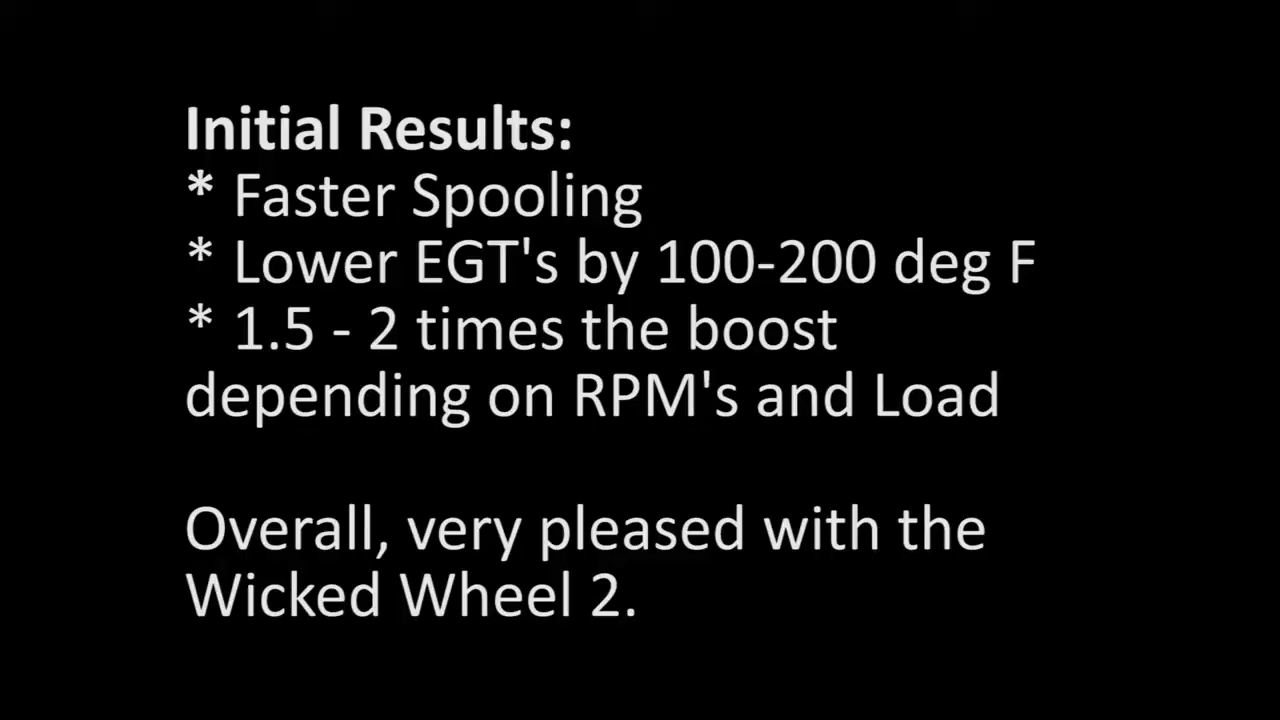 Initial Results:
* Faster Spooling
* Lower EGT's by 100-200 deg F
* 1.5 - 2 times the boost
depending on RPM's and Load
Overall, very pleased with the
Wicked Wheel 2.